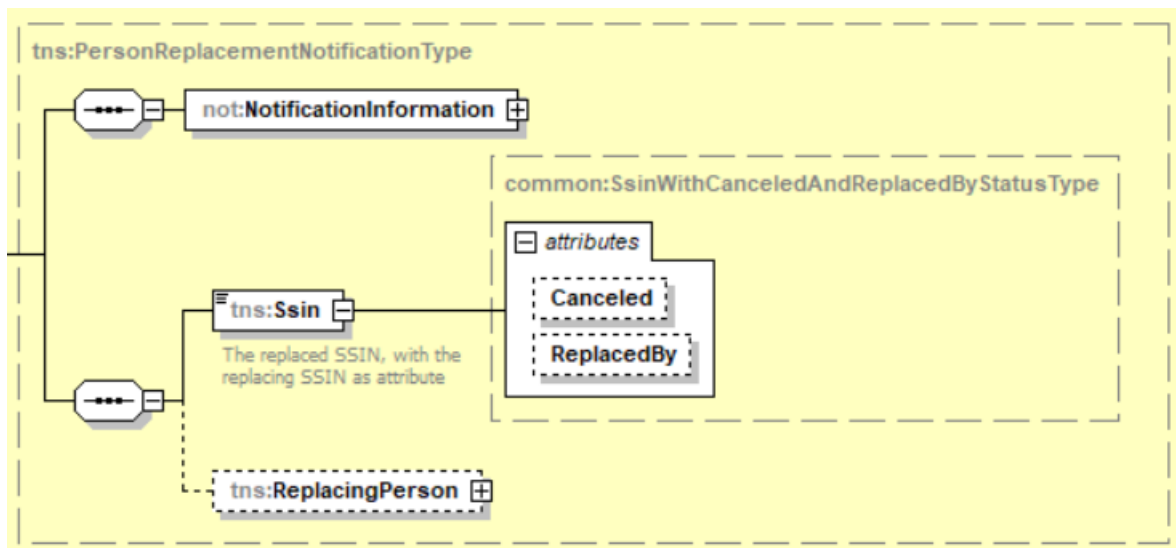 tns:PersonReplacementNotificationType
not:NotificationInformation
common:SsinWithCanceledAndReplacedByStatusType
attributes
Canceled
tns:Ssin
ReplacedBy
The replaced SSIN, with the
replacing SSIN as attribute
tns:ReplacingPerson